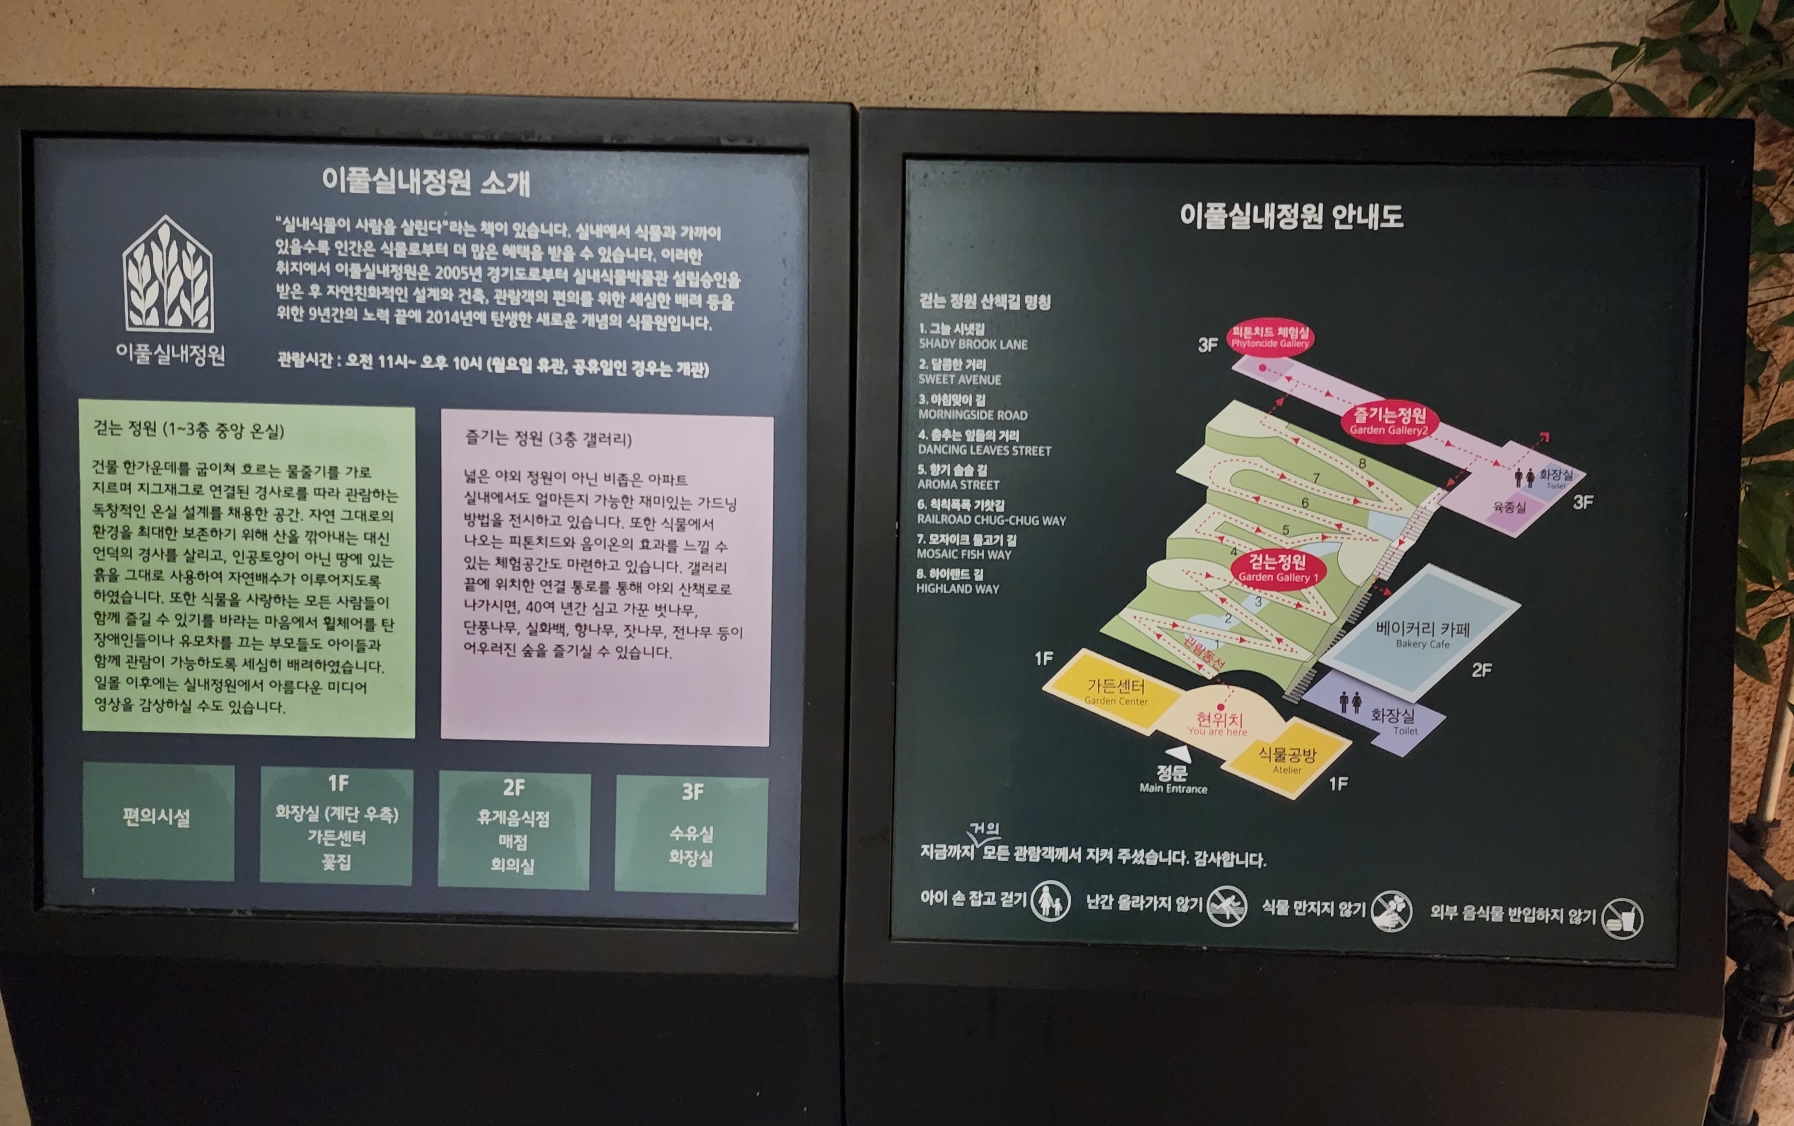 이풀실내정원 소개
이풀실내정원
"실내식물이 사람을 살린다"라는 책이 있습니다. 실내에서 식물과 가까이
있을수록 인간은 식물로부터 더 많은 혜택을 받을 수 있습니다. 이러한
취지에서 이풀실내정원은 2005년 경기도로부터 실내식물박물관 설립승인을
받은 후 자연친화적인 설계와 건축, 관람객의 편의를 위한 세심한 배려 등을
위한 9년간의 노력 끝에 2014년에 탄생한 새로운 개념의 식물원입니다.
관람시간 : 오전 11시~ 오후 10시 (월요일 휴관, 공휴일인 경우는 개관)
걷는 정원 (1~3층 중앙 온실)
건물 한가운데를 굽이쳐 흐르는 물줄기를 가로
지르며 지그재그로 연결된 경사로를 따라 관람하는
독창적인 온실 설계를 채용한 공간. 자연 그대로의
환경을 최대한 보존하기 위해 산을 깎아내는 대신
언덕의 경사를 살리고, 인공토양이 아닌 땅에 있는
흙을 그대로 사용하여 자연배수가 이루어지도록
하였습니다. 또한 식물을 사랑하는 모든 사람들이
함께 즐길 수 있기를 바라는 마음에서 휠체어를 탄
장애인들이나 유모차를 끄는 부모들도 아이들과
함께 관람이 가능하도록 세심히 배려하였습니다.
일몰 이후에는 실내정원에서 아름다운 미디어
영상을 감상하실 수도 있습니다.
즐기는 정원 (3층 갤러리)
넓은 야외 정원이 아닌 비좁은 아파트
실내에서도 얼마든지 가능한 재미있는 가드닝
방법을 전시하고 있습니다. 또한 식물에서
나오는 피톤치드와 음이온의 효과를 느낄 수
있는 체험공간도 마련하고 있습니다. 갤러리
끝에 위치한 연결 통로를 통해 야외 산책로로
나가시면, 40여 년간 심고 가꾼 벗나무,
단풍나무, 실화백, 향나무, 잣나무, 전나무 등이
어우러진 숲을 즐기실 수 있습니다.
편의시설
1F
화장실 (계단 우측)
가든센터
꽃집
2F
휴게음식점
매점
회의실
3F
수유실
화장실
이풀실내정원 안내도
걷는 정원 산책길 명칭
1. 그늘 시냇길
SHADY BROOK LANE
2. 달콤한 거리
SWEET AVENUE
3. 아침맞이 길
MORNINGSIDE ROAD
4. 춤추는 잎들의 거리
DANCING LEAVES STREET
5. 향기 솔솔 길
AROMA STREET
6. 칙칙폭폭 기찻길
RAILROAD CHUG-CHUG WAY
7. 모자이크 물고기 길
MOSAIC FISH WAY
8. 하이랜드 길
HIGHLAND WAY
3F
피톤치드 체험실
Phytoncide Gallery
즐기는정원
Garden Gallery2
화장실
Toilet
육종실
3F
8
7
6
5
4
걷는정원
Garden Gallery 1
3
2
1
관람동선
베이커리 카페
Bakery Cafe
2F
화장실
Toilet
1F
가든센터
Garden Center
현위치
You are here
식물공방
Atelier
1F
정문
Main Entrance
거의
지금까지 모든 관람객께서 지켜 주셨습니다. 감사합니다.
아이 손 잡고 걷기 난간 올라가지 않기 식물 만지지 않기 외부 음식물 반입하지 않기